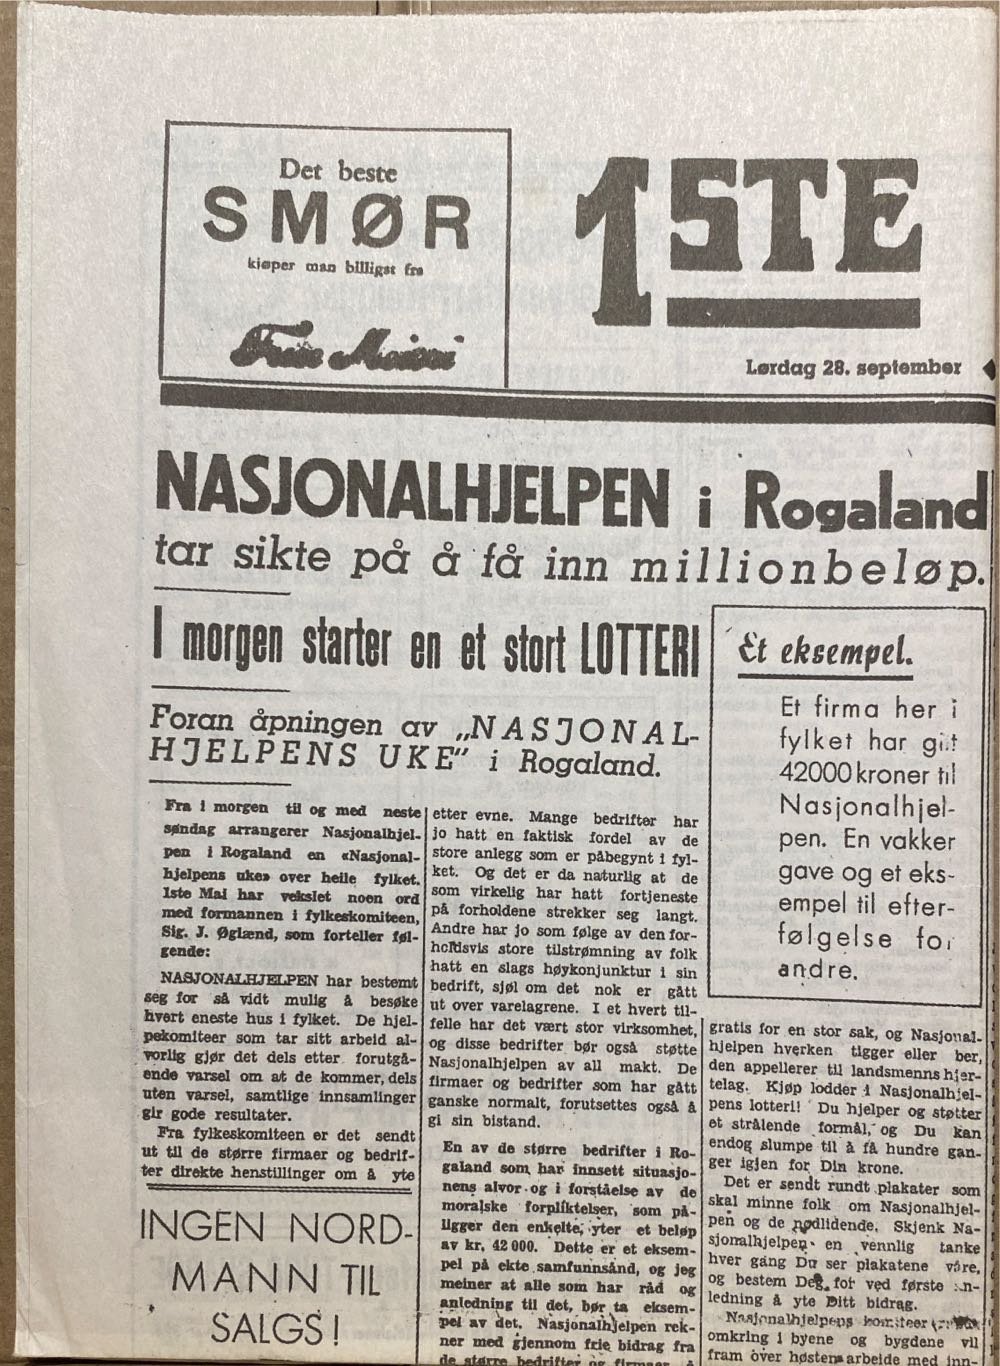 Det beste
SMØR
kjøper man billigst fra
1STE
Lørdag 28. september
NASJONALHJELPEN i Rogaland
tar sikte på å få inn millionbeløp.
I morgen starter en et stort LOTTERI
Foran åpningen av „NASJONAL-
HJELPENS UKE" i Rogaland.
Fra i morgen til og med neste
søndag arrangerer Nasjonalhjel-
pen i Rogaland en «Nasjonal-
hjelpens uke» over heile fylket.
1ste Mai har vekslet noen ord
med formannen i fylkeskomiteen,
Sig. J. Øglænd, som forteller føl-
gende:
NASJONALHJELPEN har bestemt
seg for så vidt mulig å besøke
hvert eneste hus i fylket. De hjel-
pekomiteer som tar sitt arbeid al-
vorlig gjør det dels etter forutgå-
ende varsel om at de kommer, dels
uten varsel, samtlige innsamlinger
gir gode resultater.
Fra fylkeskomiteen er det sendt
ut til de større firmaer og bedrif-
ter direkte henstillinger om å yte
INGEN NORD-
MANN TIL
SALGS!
etter evne. Mange bedrifter har
jo hatt en faktisk fordel av de
store anlegg som er påbegynt i fyl-
ket. Og det er da naturlig at de
som virkelig har hatt fortjeneste
på forholdene strekker seg langt.
Andre har jo som følge av den for-
holdsvis store tilstrømning av folk
hatt en slags høykonjunktur i sin
bedrift, sjøl om det nok er gått
ut over varelagrene. I et hvert til-
felle har det vært stor virksomhet,
og disse bedrifter bør også støtte
Nasjonalhjelpen av all makt. De
firmaer og bedrifter som har gått
ganske normalt, forutsettes også å
gi sin bistand.
En av de større bedrifter i Ro-
galand som har innsett situasjo-
nens alvor og i forståelse av de
moralske forpliktelser, som på-
ligger den enkelte, yter et beløp
av kr. 42 000. Dette er et eksem-
pel på ekte samfunnsånd, og jeg
meiner at alle som har råd og
anledning til det, bør ta eksem-
pel av det. Nasjonalhjelpen rek-
ner med gjennom frie bidrag fra
de større bedrifter og firmaer å
Et eksempel.
Et firma her i
fylket har gitt
42000 kroner til
Nasjonalhjel-
pen. En vakker
gave og et eks-
empel til efter-
følgelse for
andre.
gratis for en stor sak, og Nasjonal-
hjelpen hverken tigger eller ber,
den appellerer til landsmenns hjer-
telag. Kjøp lodder i Nasjonalhjel-
pens lotteri! Du hjelper og støtter
et strålende formål, og Du kan
endog slumpe til å få hundre gan-
ger igjen for Din krone.
Det er sendt rundt plakater som
skal minne folk om Nasjonalhjel-
pen og de nødlidende. Skjenk Na-
sjonalhjelpen en vennlig tanke
hver gang Du ser plakatene våre,
og bestem Deg for ved første an-
ledning å yte Ditt bidrag.
Nasjonalhjelpens komiteer
omkring i byene og bygdene vil
fram over høsten arbeide med inn-